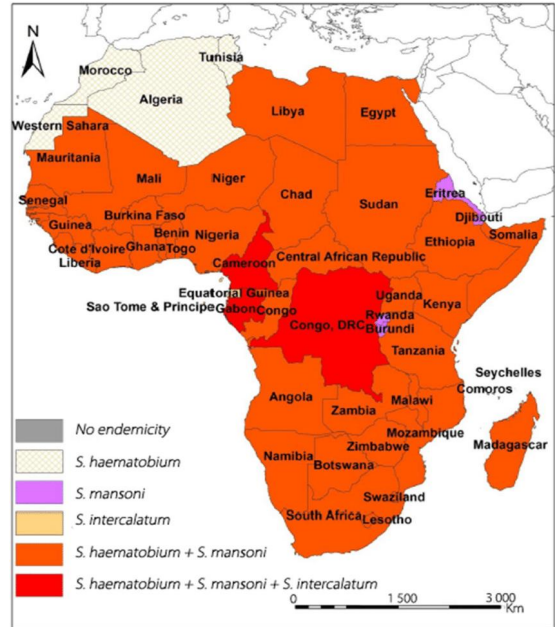 N
Tunisia
Morocco
Algeria
Libya
Egypt
Western Sahara
Mauritania
Mali
Niger
Chad
Sudan
Eritrea
Senegal
Burkina Faso
Djibouti
Guinea
Benin
Nigeria
Somalia
Cote d'Ivoire
Ghana
Togo
Ethiopia
Liberia
Central African Republic
Cameroon
Equatorial Guinea
Uganda
Kenya
Sao Tome & Principe
Gabon
Congo
Rwanda
Congo, DRC
Burundi
Tanzania
Seychelles
Comoros
Angola
Malawi
Zambia
Mozambique
Madagascar
Zimbabwe
Namibia
Botswana
Swaziland
South Africa
Lesotho
No endemicity
S. haematobium
S. mansoni
S. intercalatum
S. haematobium + S. mansoni
S. haematobium + S. mansoni + S. intercalatum
0 1 500 3 000
Km